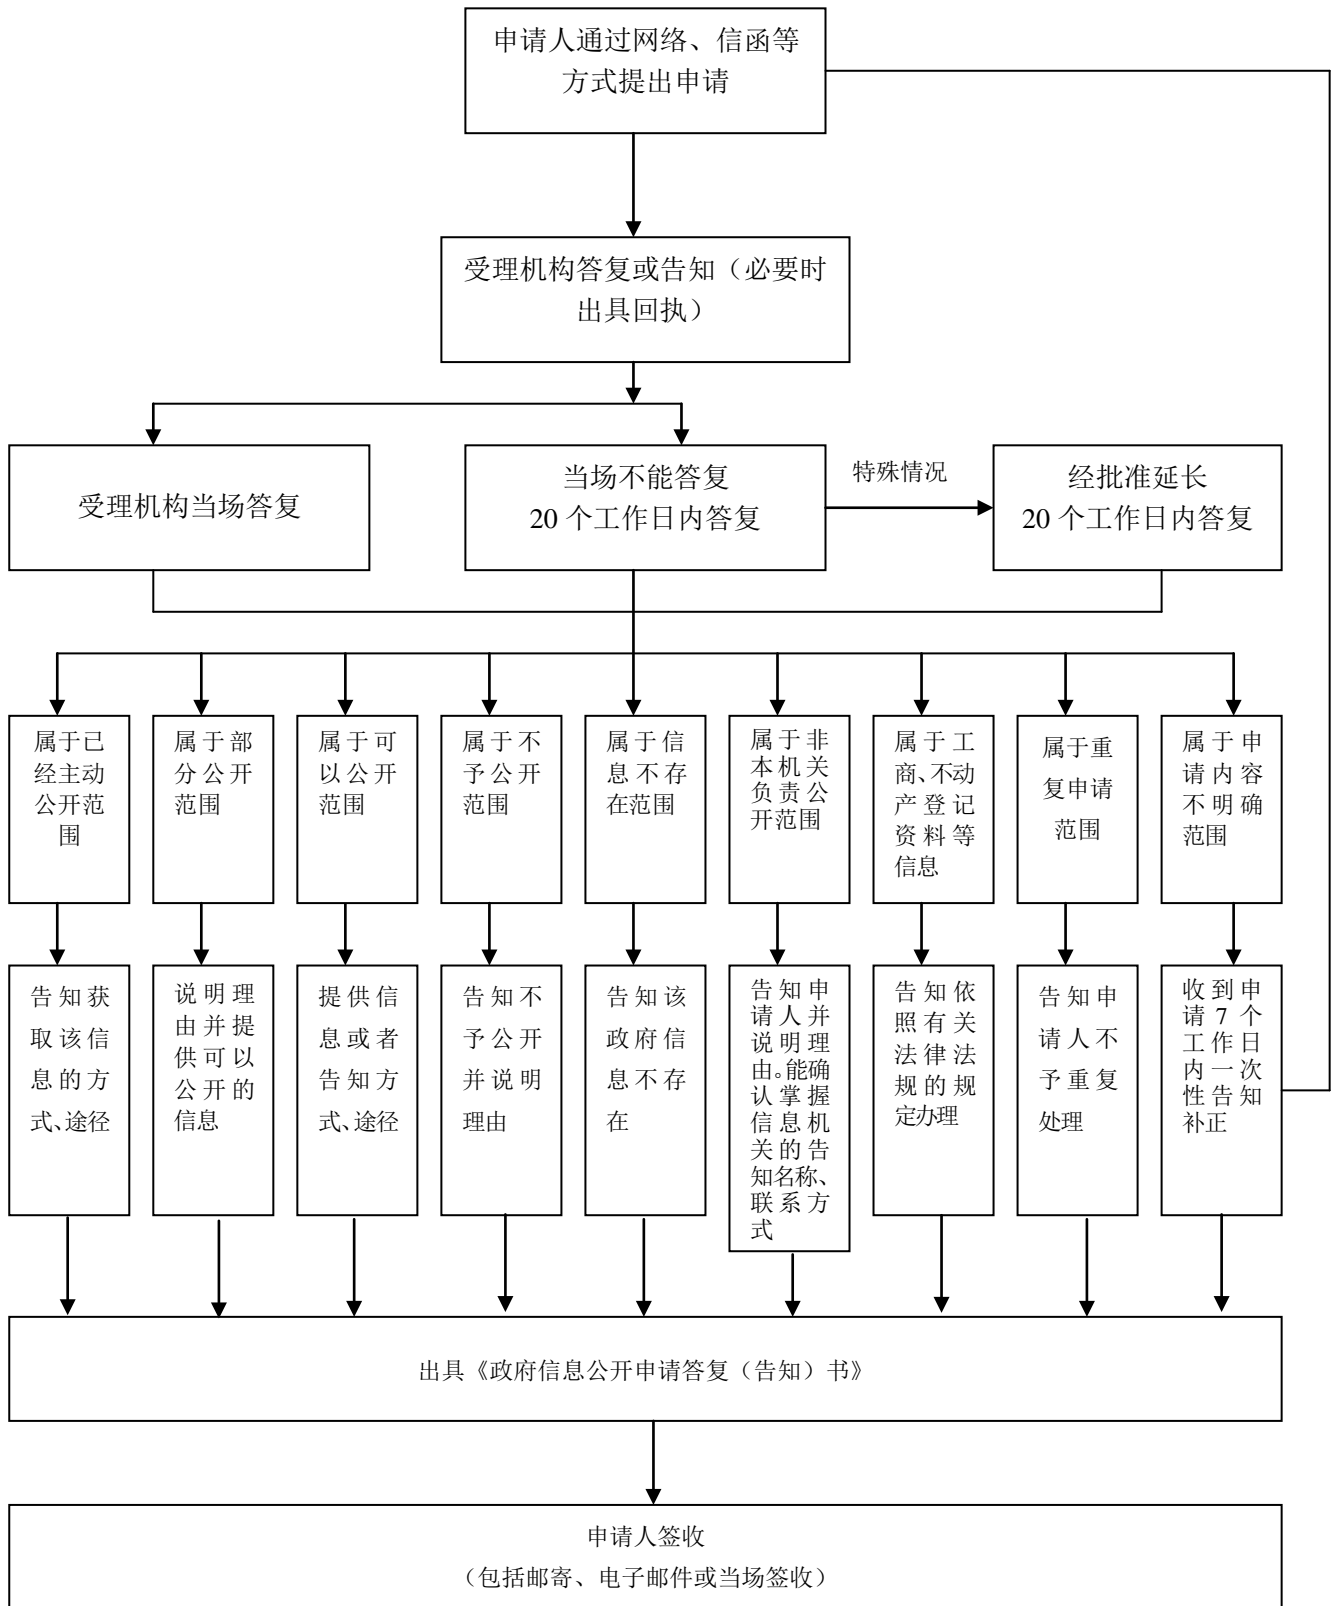 申请人通过网络、信函等
方式提出申请
受理机构答复或告知（必要时
出具回执）
受理机构当场答复
当场不能答复
20 个工作日内答复
特殊情况
经批准延长
20 个工作日内答复
属于已
经主动
公开范
围
属于部
分公开
范围
属于可
以公开
范围
属于不
予公开
范围
属于信
息不存
在范围
属于非
本机关
负责公
开范围
属于工
商、不动
产登记
资料等
信息
属于重
复申请
范围
属于申
请内容
不明确
范围
告知获
取该信
息的方
式、途径
说明理
由并提
供可以
公开的
信息
提供信
息或者
告知方
式、途径
告知不
予公开
并说明
理由
告知该
政府信
息不存
在
告知申
请人并
说明理
由。能确
认掌握
信息机
关的告
知名称、
联系方
式
告知依
照有关
法律法
规的规
定办理
告知申
请人不
予重复
处理
收到申
请 7 个
工作日
内一次
性告知
补正
出具《政府信息公开申请答复（告知）书》
申请人签收
（包括邮寄、电子邮件或当场签收）